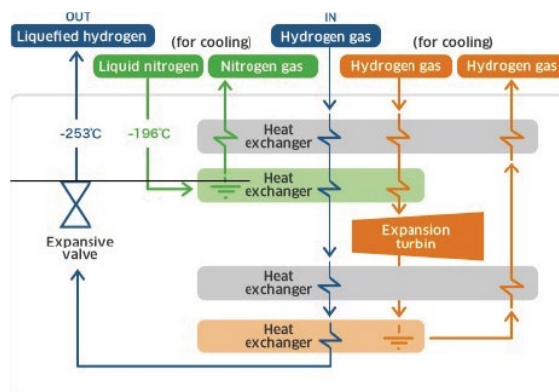 OUT
IN
Liquefied hydrogen
(for cooling)
Hydrogen gas
(for cooling)
Liquid nitrogen
Nitrogen gas
Hydrogen gas
Hydrogen gas
-253℃
-196℃
Heat
exchanger
Heat
exchanger
Expansive
valve
Expansion
turbin
Heat
exchanger
Heat
exchanger